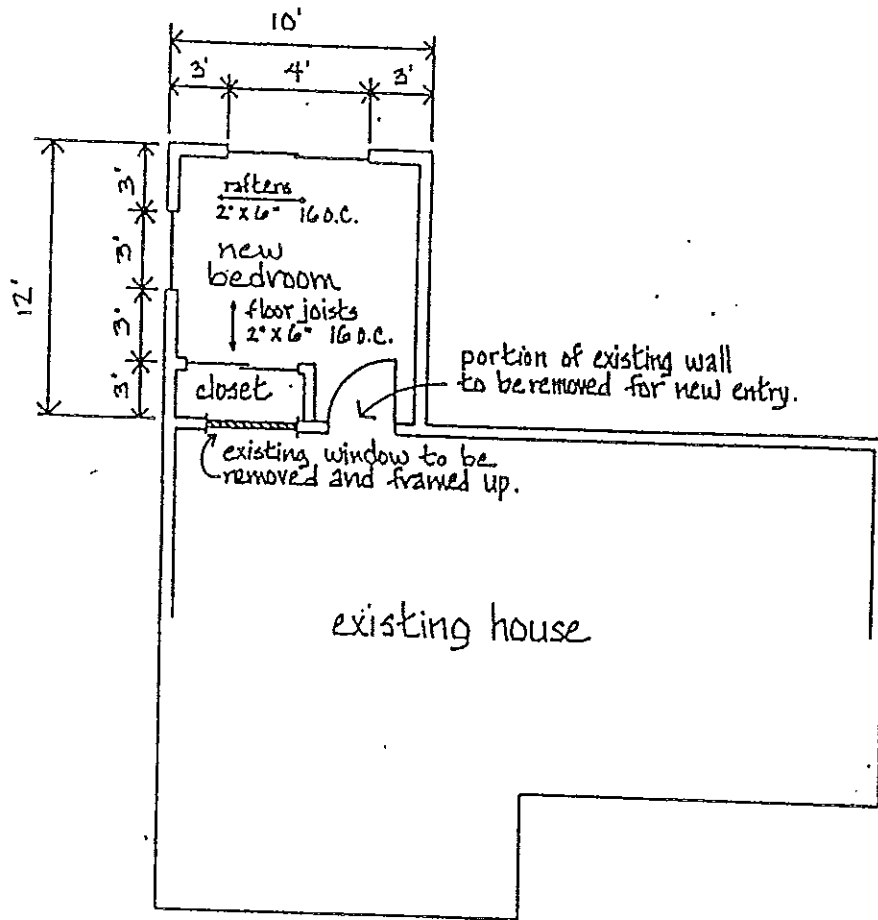 10'
3' 4' 3'
3'
rafters
2" x 6" 16 O.C.
3'
new
bedroom
12'
3'
floor joists
2" x 6" 16 O.C.
3'
closet
portion of existing wall
to be removed for new entry.
existing window to be
removed and framed up.
existing house